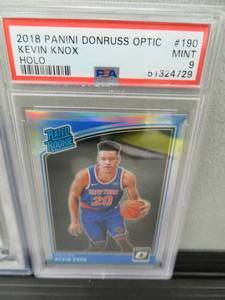 2018 PANINI DONRUSS OPTIC #190
KEVIN KNOX MINT
HOLO 9
PSA 51324729
RATED
ROOKIE
NEW YORK
20
OPTIC
KEVIN KNOX